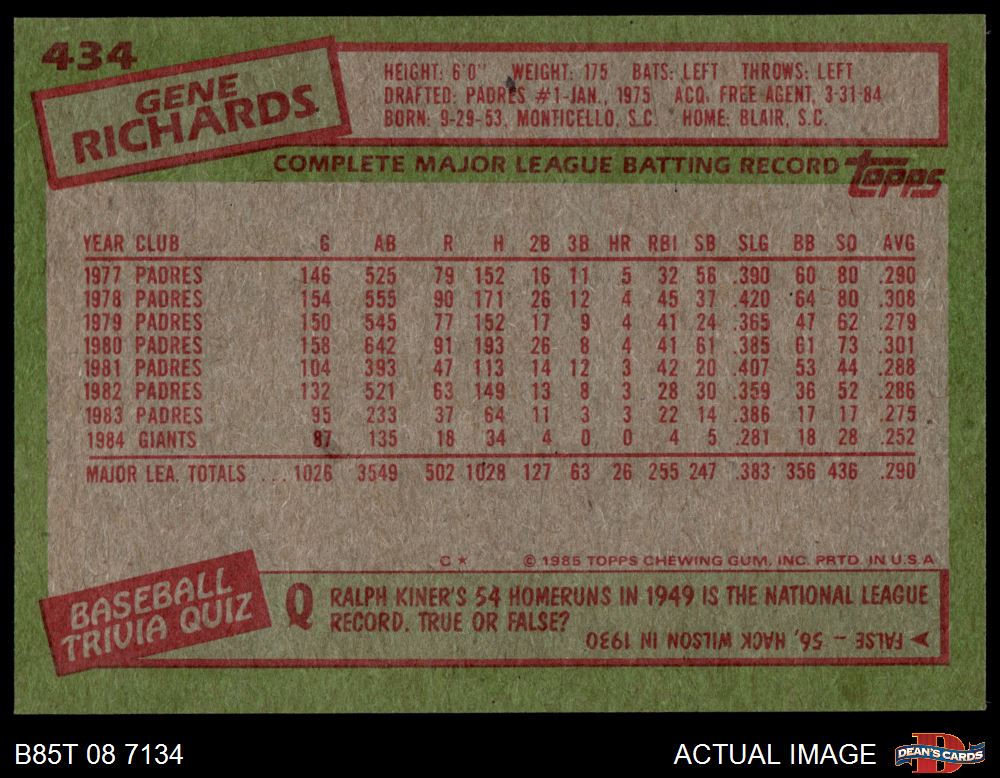 434
GENE
RICHARDS
HEIGHT: 6'0" WEIGHT: 175 BATS: LEFT THROWS: LEFT
DRAFTED: PADRES #1-JAN., 1975 ACQ. FREE AGENT, 3-31-84
BORN: 9-29-53, MONTICELLO, S.C. HOME: BLAIR, S.C.
COMPLETE MAJOR LEAGUE BATTING RECORD topps
YEAR CLUB G AB R H 2B 3B HR RBI SB SLG BB SO AVG
1977 PADRES 146 525 79 152 16 11 5 32 56 .390 60 80 .290
1978 PADRES 154 555 90 171 26 12 4 45 37 .420 64 80 .308
1979 PADRES 150 545 77 152 17 9 4 41 24 .365 47 62 .279
1980 PADRES 158 642 91 193 26 8 4 41 61 .385 61 73 .301
1981 PADRES 104 393 47 113 14 12 3 42 20 .407 53 44 .288
1982 PADRES 132 521 63 149 13 8 3 28 30 .359 36 52 .286
1983 PADRES 95 233 37 64 11 3 3 22 14 .386 17 17 .275
1984 GIANTS 87 135 18 34 4 0 0 4 5 .281 18 28 .252
MAJOR LEA. TOTALS ... 1026 3549 502 1028 127 63 26 255 247 .383 356 436 .290
C* © 1985 TOPPS CHEWING GUM, INC. PRTD. IN U.S.A.
BASEBALL
TRIVIA QUIZ
Q RALPH KINER'S 54 HOMERUNS IN 1949 IS THE NATIONAL LEAGUE
RECORD. TRUE OR FALSE?
FALSE - 56, HACK WILSON IN 1930
B85T 08 7134 ACTUAL IMAGE DEAN'S CARDS